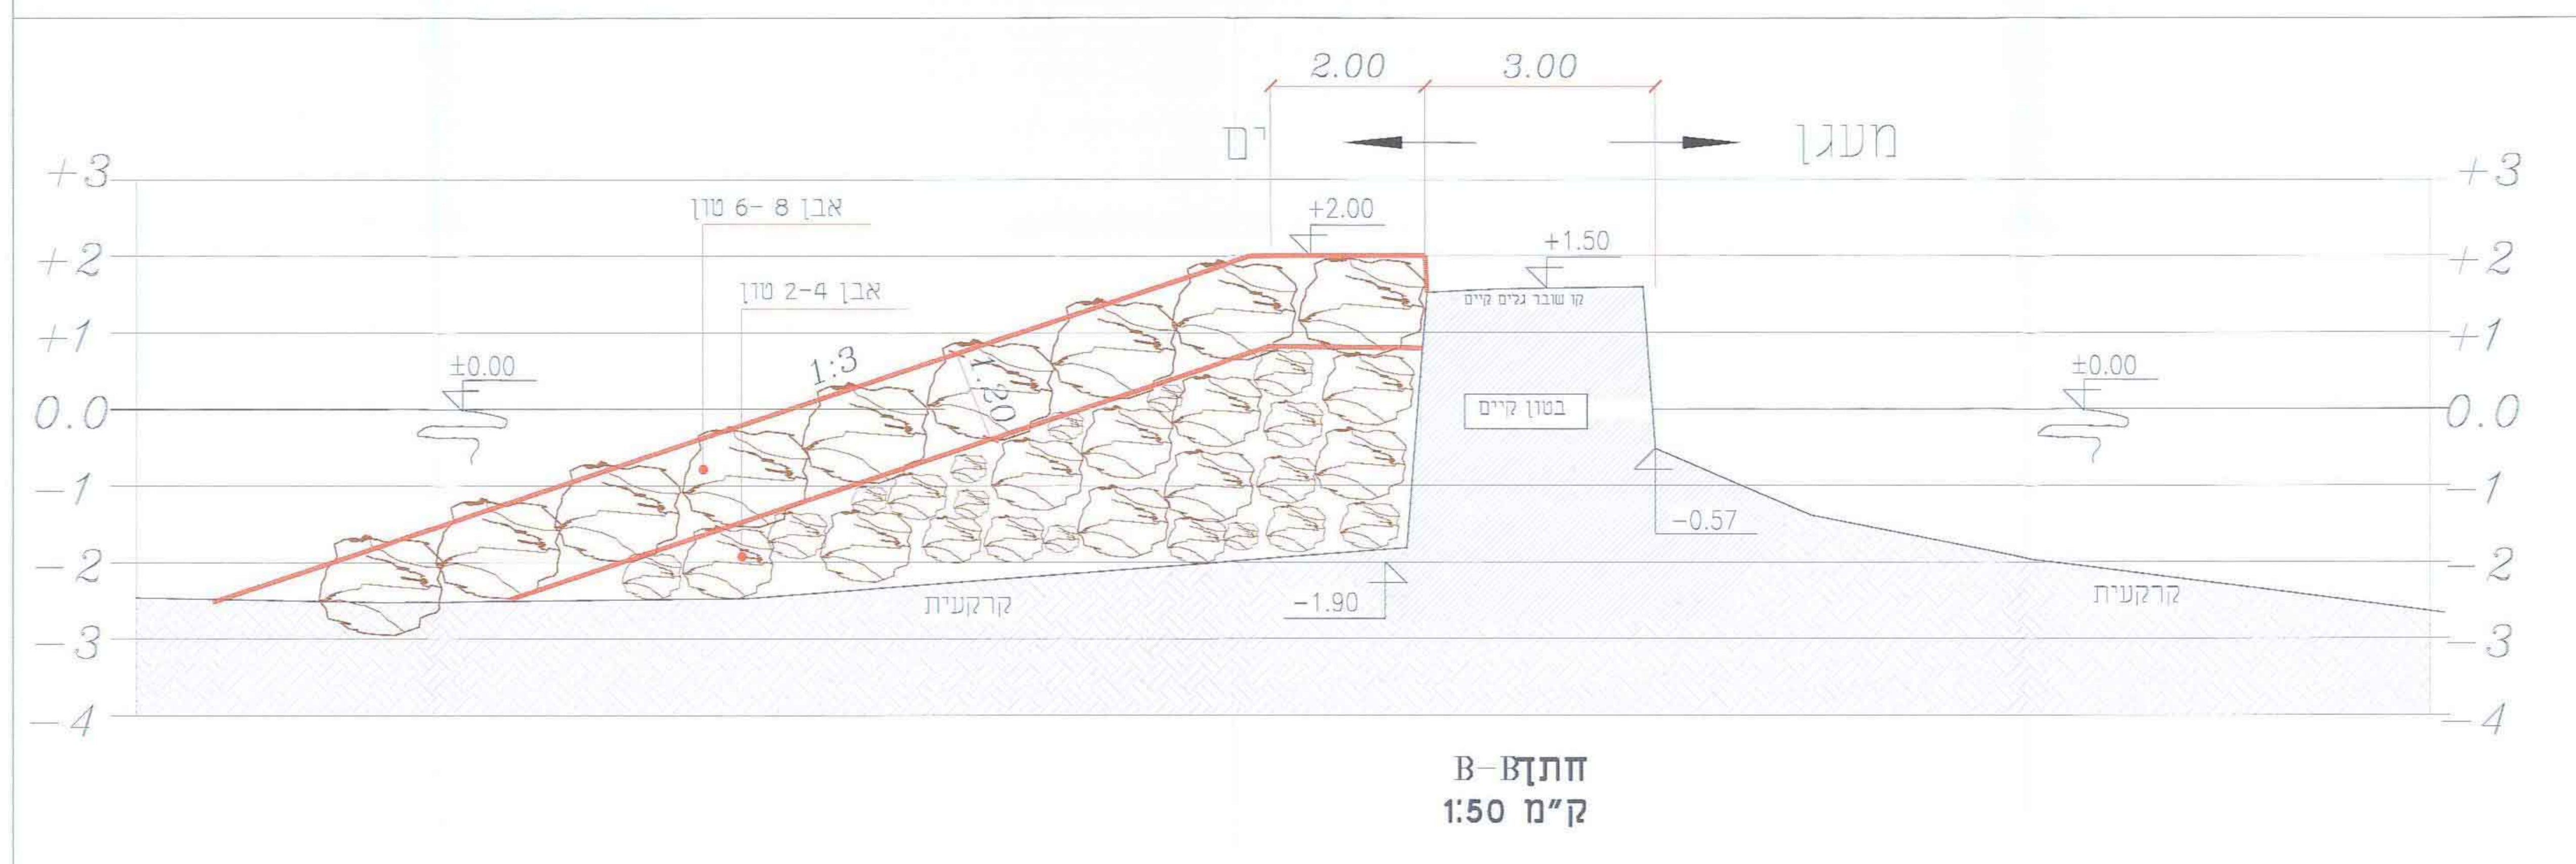 2.00 3.00
ים מעגן
+3 +3
אבן 8 -6 טון
+2.00
+1.50
+2 +2
אבן 2-4 טון
קו שובר גלים קיים
+1 +1
1:3
±0.00 ±0.00
1.20
בטון קיים
0.0 0.0
-1 -1
-0.57
-2 -2
קרקעית
-1.90
קרקעית
-3 -3
-4 -4
חתך B-B
ק"מ 1:50